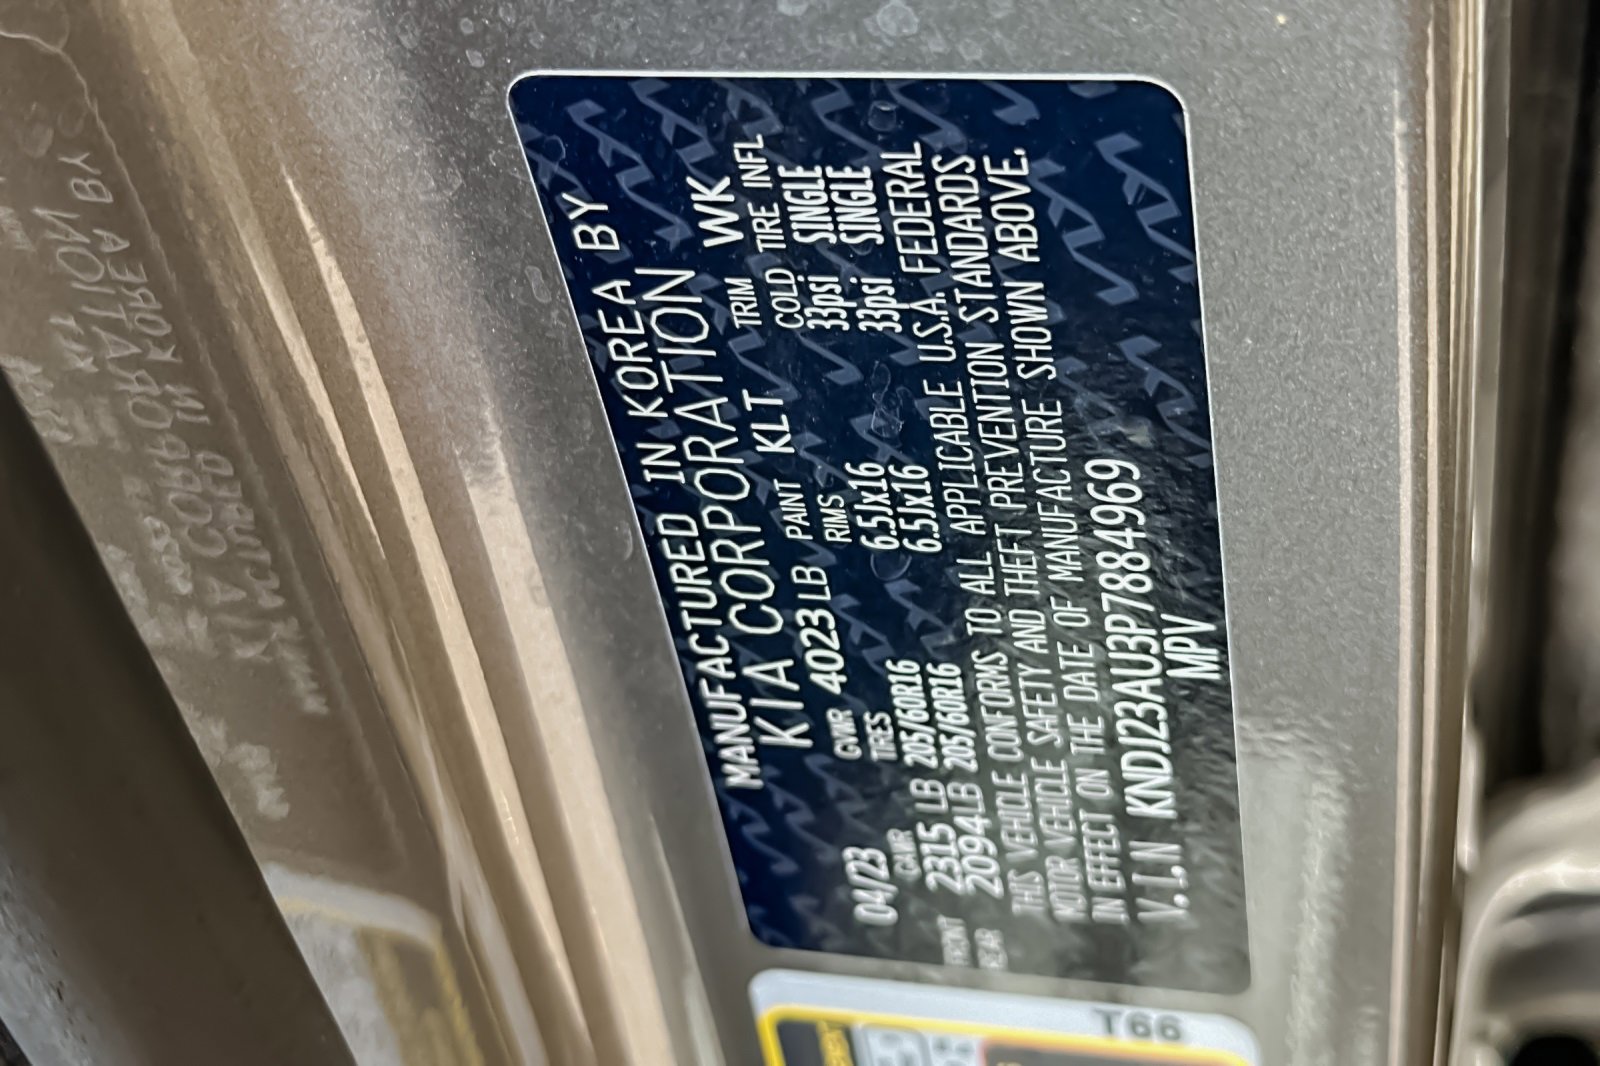 MANUFACTURED IN KOREA BY
KIA CORPORATION
04/23 GVWR 4023LB PAINT KLT TRIM WK
GAWR TIRES RIMS COLD TIRE INFL
FRONT 2315 LB 205/60R16 6.5Jx16 33psi SINGLE
REAR 2094LB 205/60R16 6.5Jx16 33psi SINGLE
THIS VEHICLE CONFORMS TO ALL APPLICABLE U.S.A. FEDERAL
MOTOR VEHICLE SAFETY AND THEFT PREVENTION STANDARDS
IN EFFECT ON THE DATE OF MANUFACTURE SHOWN ABOVE.
V.I.N KNDJ23AU3P7884969
MPV
T66